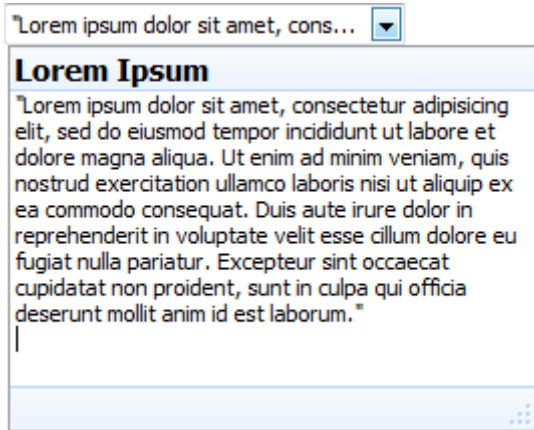 "Lorem ipsum dolor sit amet, cons...
Lorem Ipsum
"Lorem ipsum dolor sit amet, consectetur adipisicing
elit, sed do eiusmod tempor incididunt ut labore et
dolore magna aliqua. Ut enim ad minim veniam, quis
nostrud exercitation ullamco laboris nisi ut aliquip ex
ea commodo consequat. Duis aute irure dolor in
reprehenderit in voluptate velit esse cillum dolore eu
fugiat nulla pariatur. Excepteur sint occaecat
cupidatat non proident, sunt in culpa qui officia
deserunt mollit anim id est laborum."